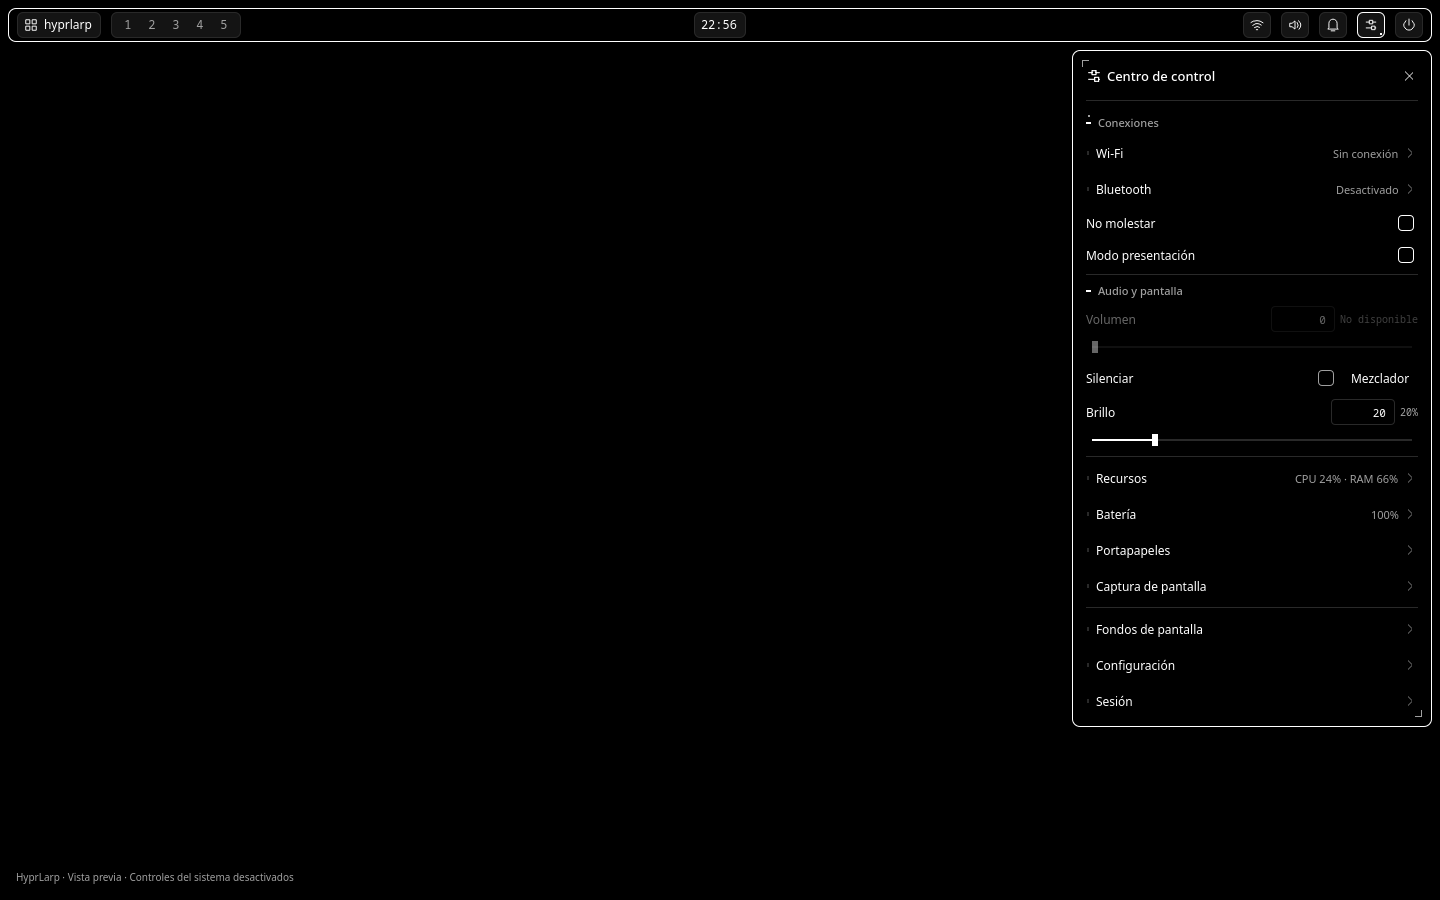 hyprlarp 1 2 3 4 5 22:56
Centro de control
Conexiones
Wi-Fi Sin conexión
Bluetooth Desactivado
No molestar
Modo presentación
Audio y pantalla
Volumen 0 No disponible
Silenciar Mezclador
Brillo 20 20%
Recursos CPU 24% · RAM 66%
Batería 100%
Portapapeles
Captura de pantalla
Fondos de pantalla
Configuración
Sesión
HyprLarp · Vista previa · Controles del sistema desactivados